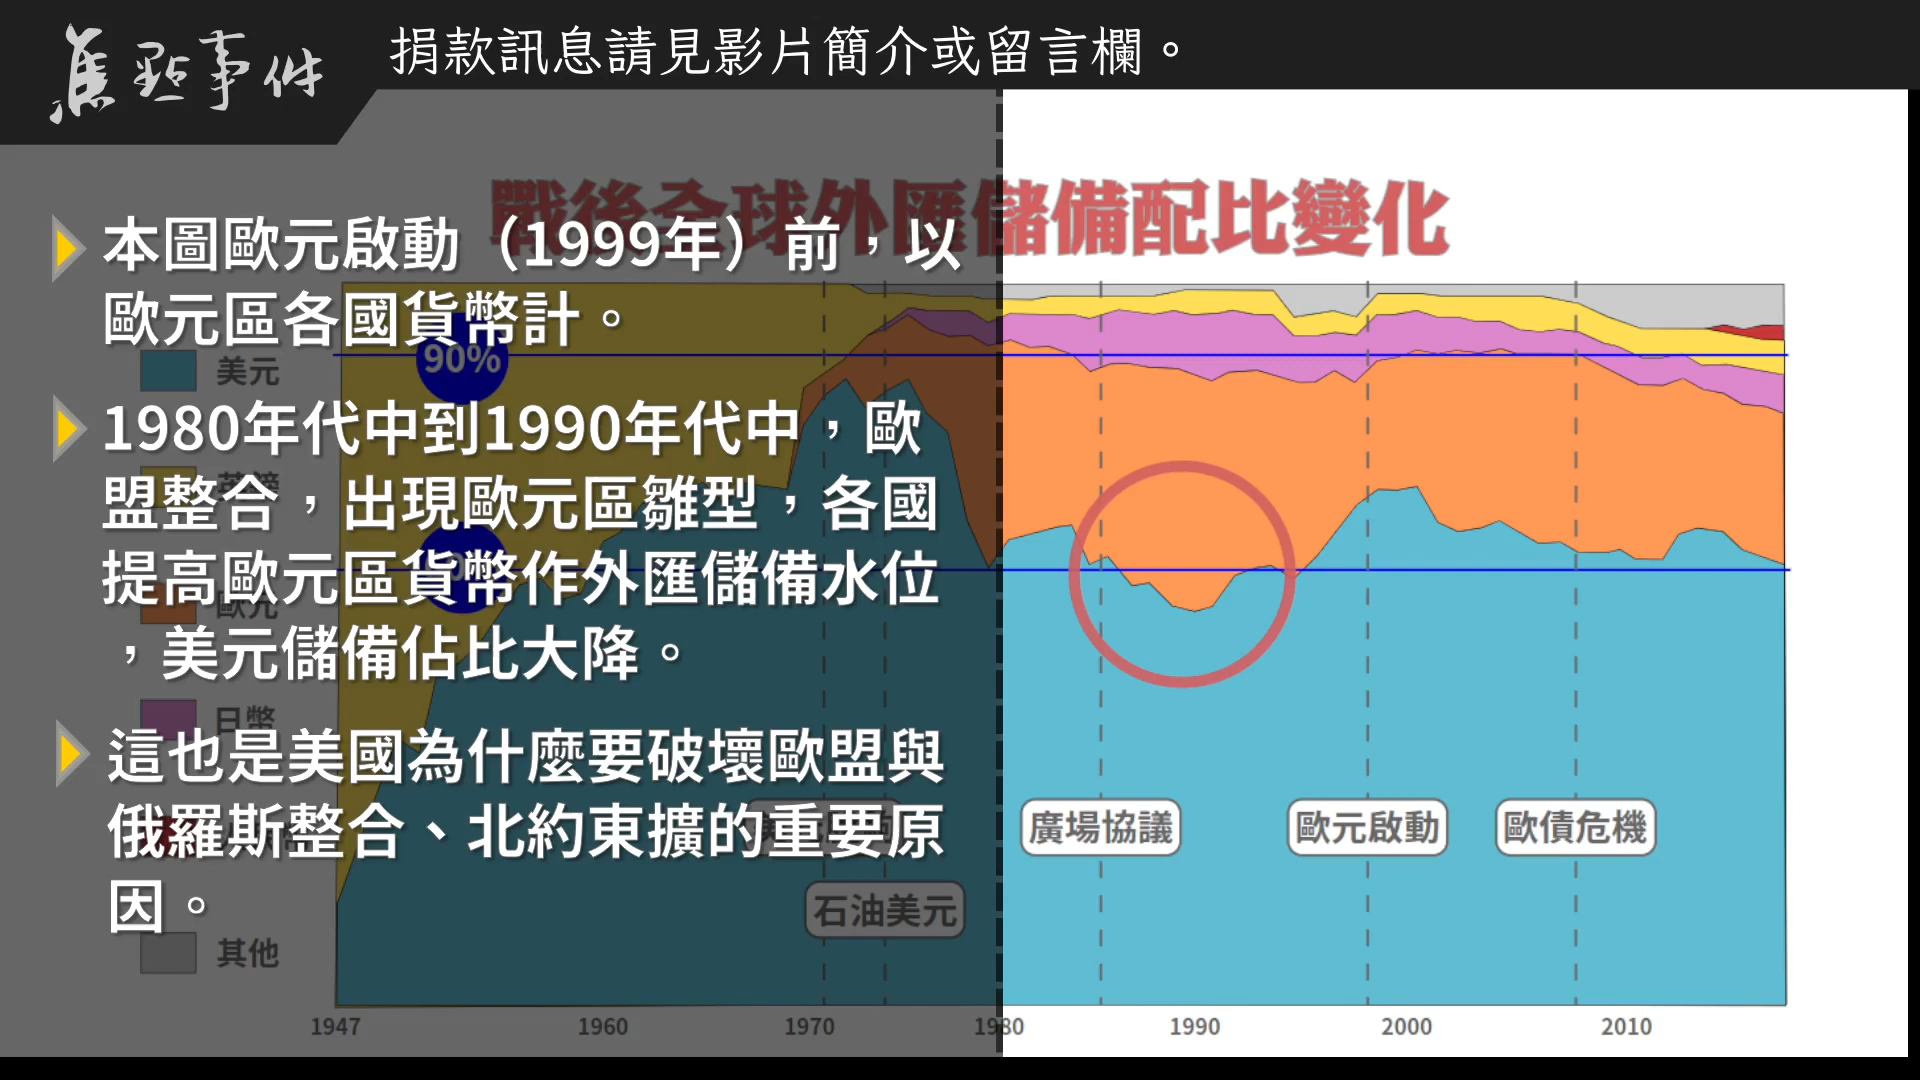 焦點事件
捐款訊息請見影片簡介或留言欄。
戰後全球外匯儲備配比變化
本圖歐元啟動（1999年）前，以
歐元區各國貨幣計。
90%
美元
1980年代中到1990年代中，歐
盟整合，出現歐元區雛型，各國
提高歐元區貨幣作外匯儲備水位
，美元儲備佔比大降。
英鎊
歐元
日幣
這也是美國為什麼要破壞歐盟與
俄羅斯整合、北約東擴的重要原
因。
其他
石油美元
廣場協議
歐元啟動
歐債危機
1947
1960
1970
1980
1990
2000
2010